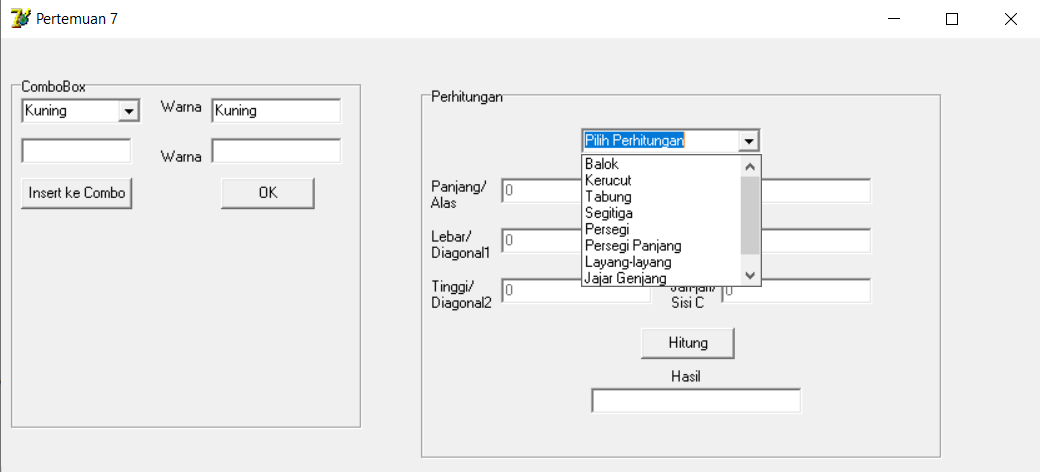 Pertemuan 7
ComboBox
Kuning
Warna
Kuning
Warna
Insert ke Combo
OK
Perhitungan
Pilih Perhitungan
Balok
Kerucut
Tabung
Segitiga
Persegi
Persegi Panjang
Layang-layang
Jajar Genjang
Panjang/
Alas
0
Lebar/
Diagonal1
0
Tinggi/
Diagonal2
0
Sisi C
0
Hitung
Hasil